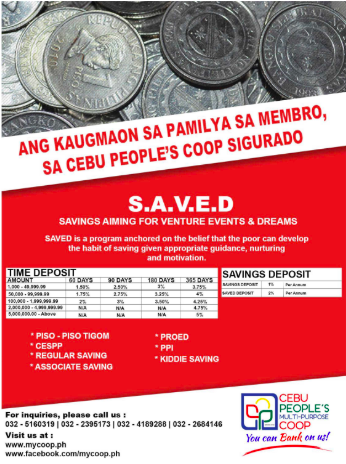 ANG KAUGMAON SA PAMILYA SA MEMBRO,
SA CEBU PEOPLE'S COOP SIGURADO
S.A.V.E.D
SAVINGS AIMING FOR VENTURE EVENTS & DREAMS
SAVED is a program anchored on the belief that the poor can develop
the habit of saving given appropriate guidance, nurturing
and motivation.
TIME DEPOSIT
AMOUNT 60 DAYS 90 DAYS 180 DAYS 365 DAYS
1,000 - 49,999.99 1.50% 2.50% 3% 3.75%
50,000 - 99,999.99 1.75% 2.75% 3.25% 4%
100,000 - 1,999,999.99 2% 3% 3.50% 4.25%
2,000,000 - 4,999,999.99 N/A N/A N/A 4.75%
5,000,000.00 - Above N/A N/A N/A 5%
SAVINGS DEPOSIT
SAVINGS DEPOSIT 1% Per Annum
SAVED DEPOSIT 2% Per Annum
* PISO - PISO TIGOM
* CESPP
* REGULAR SAVING
* ASSOCIATE SAVING
* PROED
* PPI
* KIDDIE SAVING
For inquiries, please call us :
032 - 5160319 | 032 - 2395173 | 032 - 4189288 | 032 - 2684146
Visit us at :
www.mycoop.ph
www.facebook.com/mycoop.ph
CEBU
PEOPLE'S
MULTI-PURPOSE
COOP
You can Bank on us!